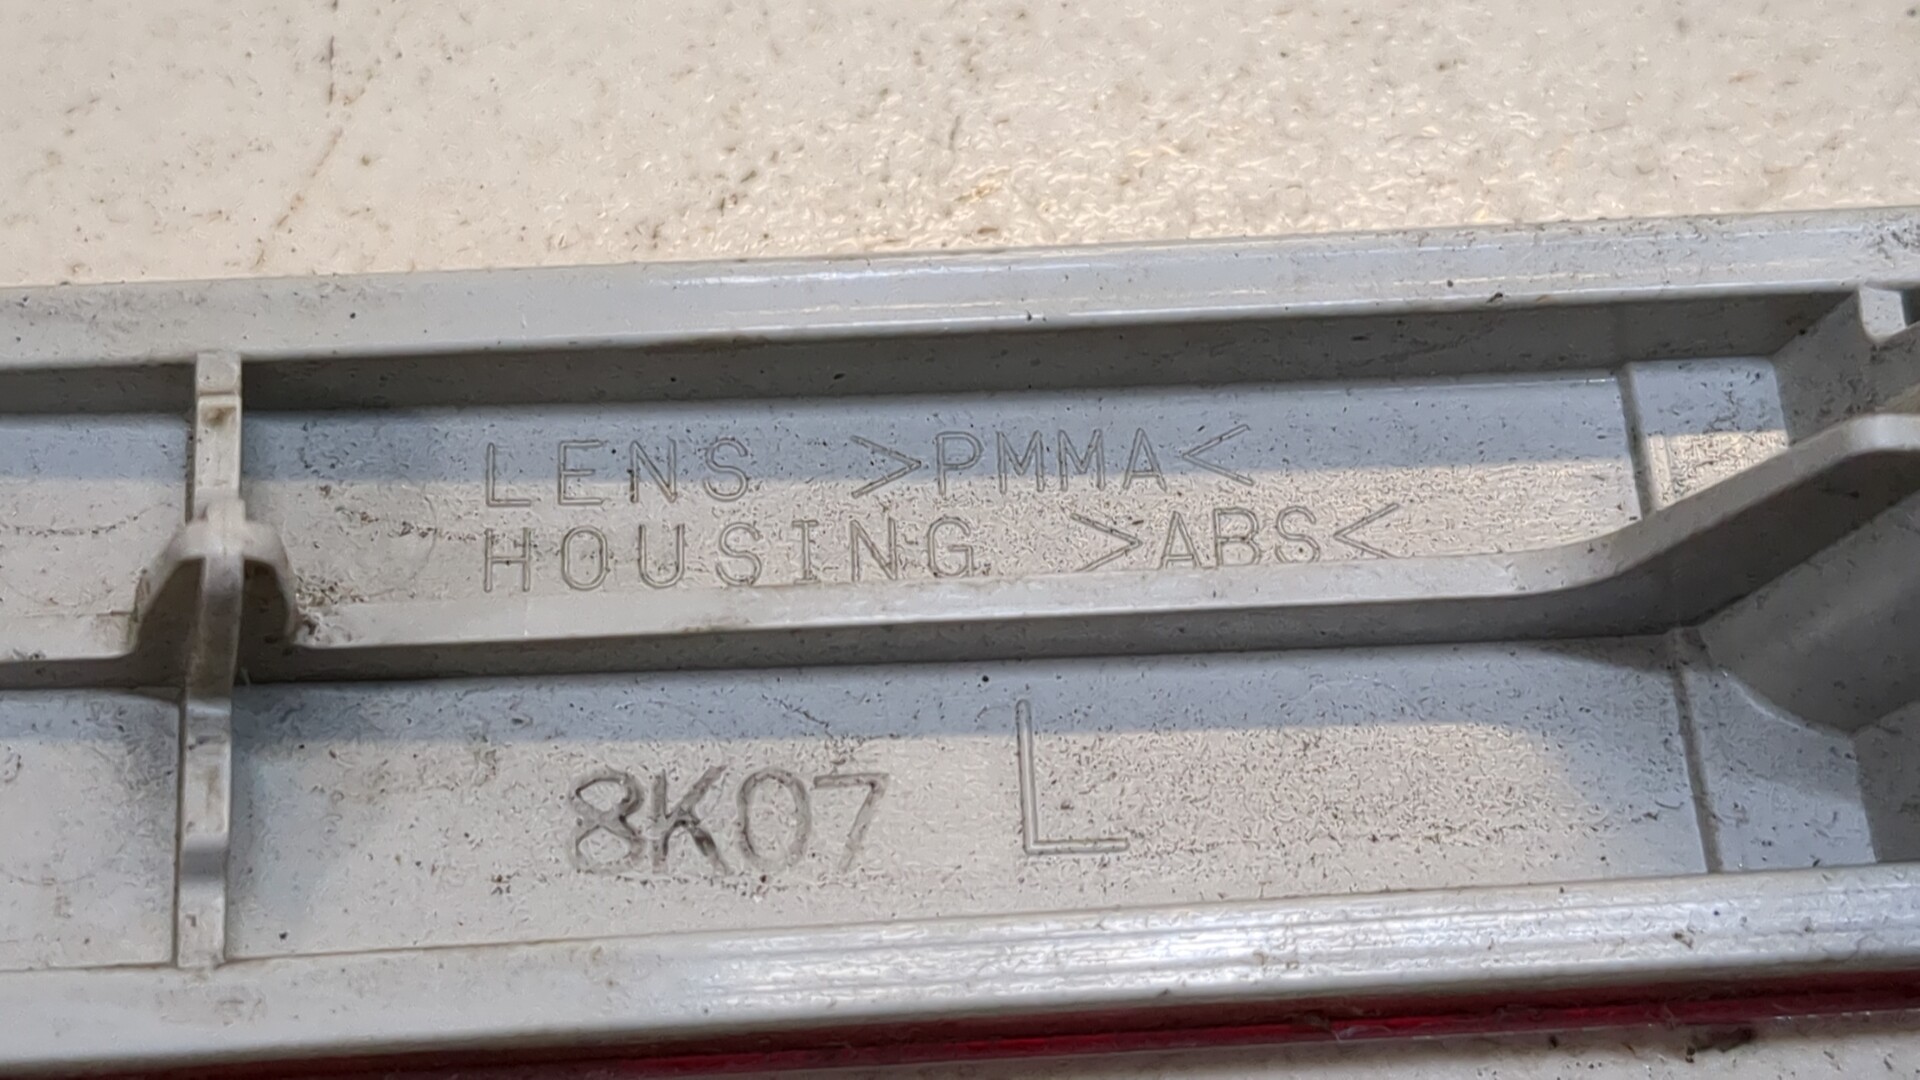 LENS >PMMA<
HOUSING >ABS<
8K07 L